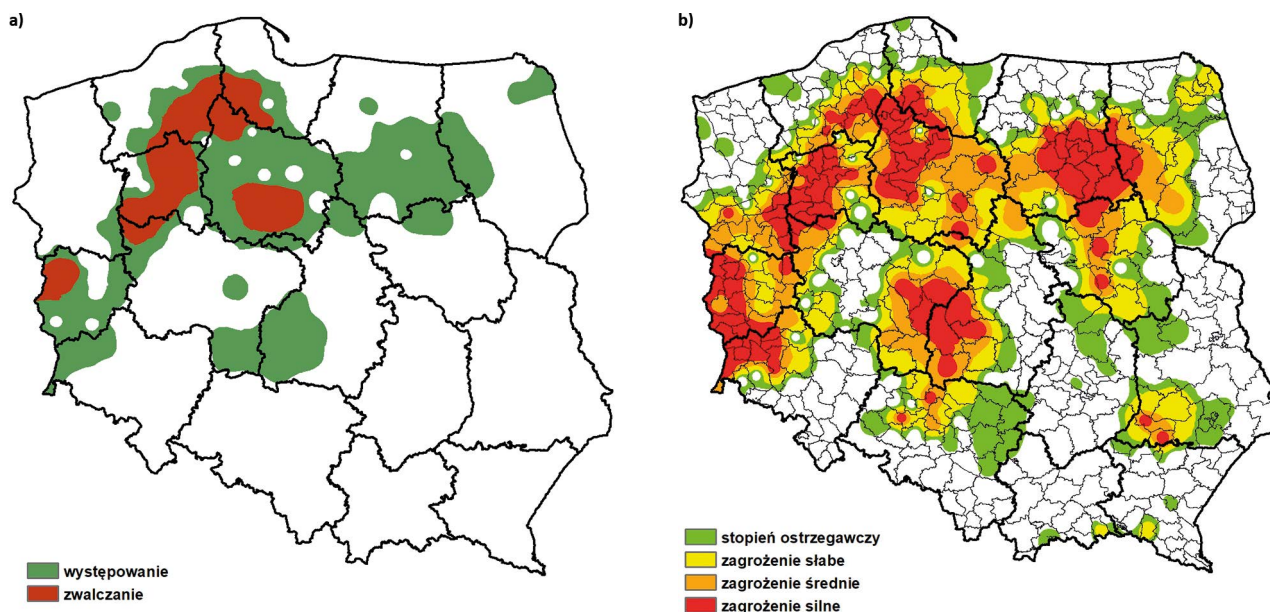 a)
występowanie
zwalczanie
b)
stopień ostrzegawczy
zagrożenie słabe
zagrożenie średnie
zagrożenie silne